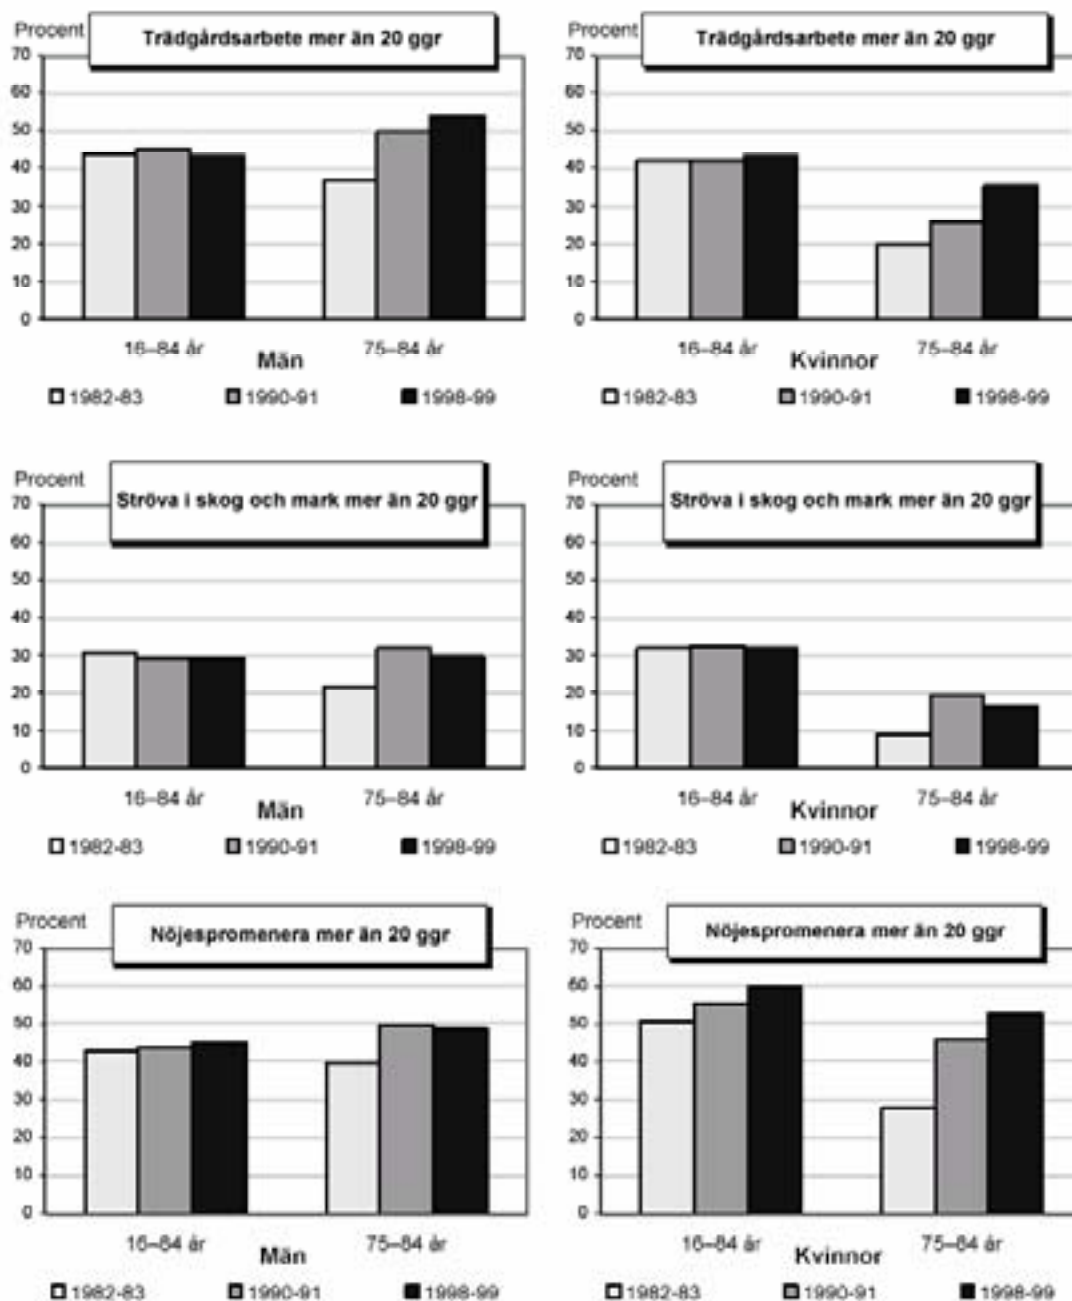 Procent
Trädgårdsarbete mer än 20 ggr
70
60
50
40
30
20
10
0
16–84 år
75–84 år
Män
1982-83
1990-91
1998-99
Procent
Trädgårdsarbete mer än 20 ggr
70
60
50
40
30
20
10
0
16–84 år
75–84 år
Kvinnor
1982-83
1990-91
1998-99
Procent
Ströva i skog och mark mer än 20 ggr
70
60
50
40
30
20
10
0
16–84 år
75–84 år
Män
1982-83
1990-91
1998-99
Procent
Ströva i skog och mark mer än 20 ggr
70
60
50
40
30
20
10
0
16–84 år
75–84 år
Kvinnor
1982-83
1990-91
1998-99
Procent
Nöjespromenera mer än 20 ggr
70
60
50
40
30
20
10
0
16–84 år
75–84 år
Män
1982-83
1990-91
1998-99
Procent
Nöjespromenera mer än 20 ggr
70
60
50
40
30
20
10
0
16–84 år
75–84 år
Kvinnor
1982-83
1990-91
1998-99